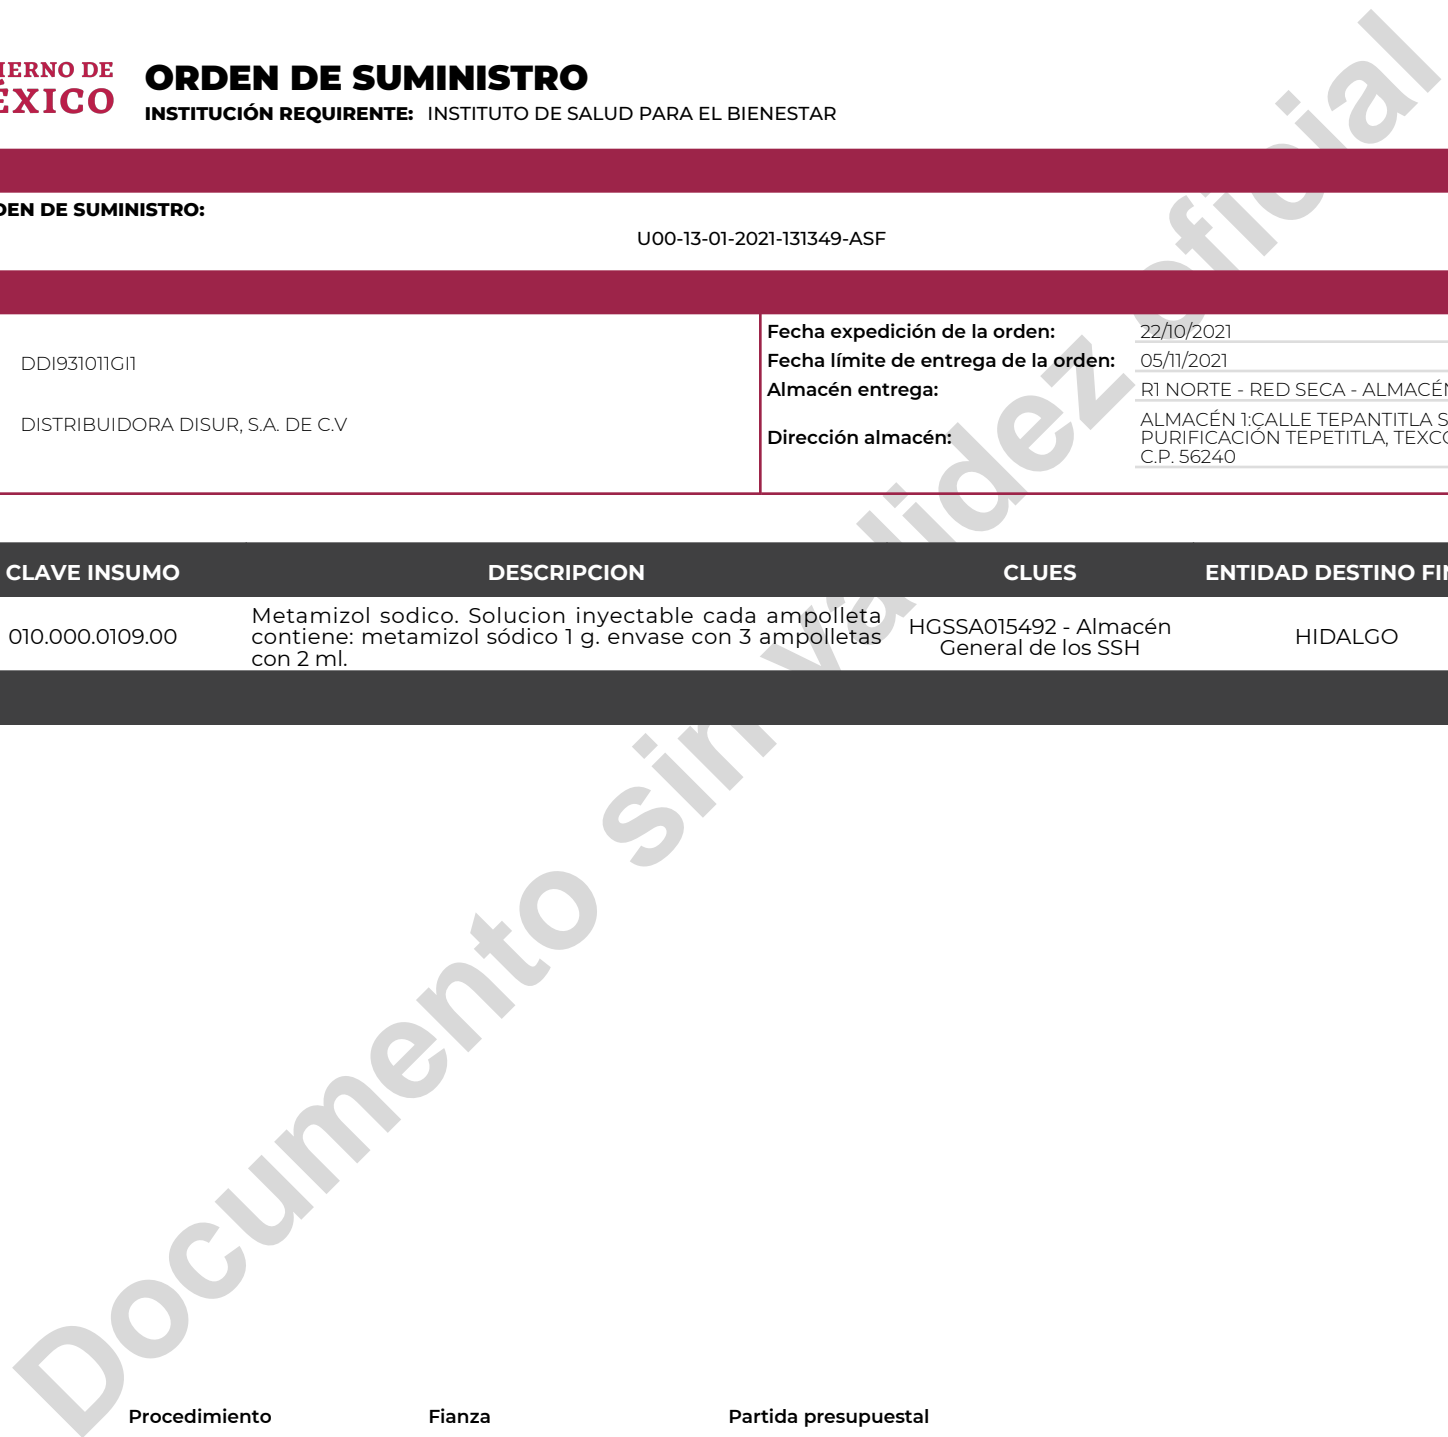 IERNO DE
ÉXICO
ORDEN DE SUMINISTRO
INSTITUCIÓN REQUIRENTE: INSTITUTO DE SALUD PARA EL BIENESTAR
DEN DE SUMINISTRO:
U00-13-01-2021-131349-ASF
DDI931011GI1
DISTRIBUIDORA DISUR, S.A. DE C.V
Fecha expedición de la orden: 22/10/2021
Fecha límite de entrega de la orden: 05/11/2021
Almacén entrega: R1 NORTE - RED SECA - ALMACÉN
Dirección almacén: ALMACÉN 1:CALLE TEPANTITLA S
PURIFICACIÓN TEPETITLA, TEXCO
C.P. 56240
CLAVE INSUMO DESCRIPCION CLUES ENTIDAD DESTINO FIN
010.000.0109.00
Metamizol sodico. Solucion inyectable cada ampolleta
contiene: metamizol sódico 1 g. envase con 3 ampolletas
con 2 ml.
HGSSA015492 - Almacén
General de los SSH
HIDALGO
Documento sin validez oficial
Procedimiento Fianza Partida presupuestal